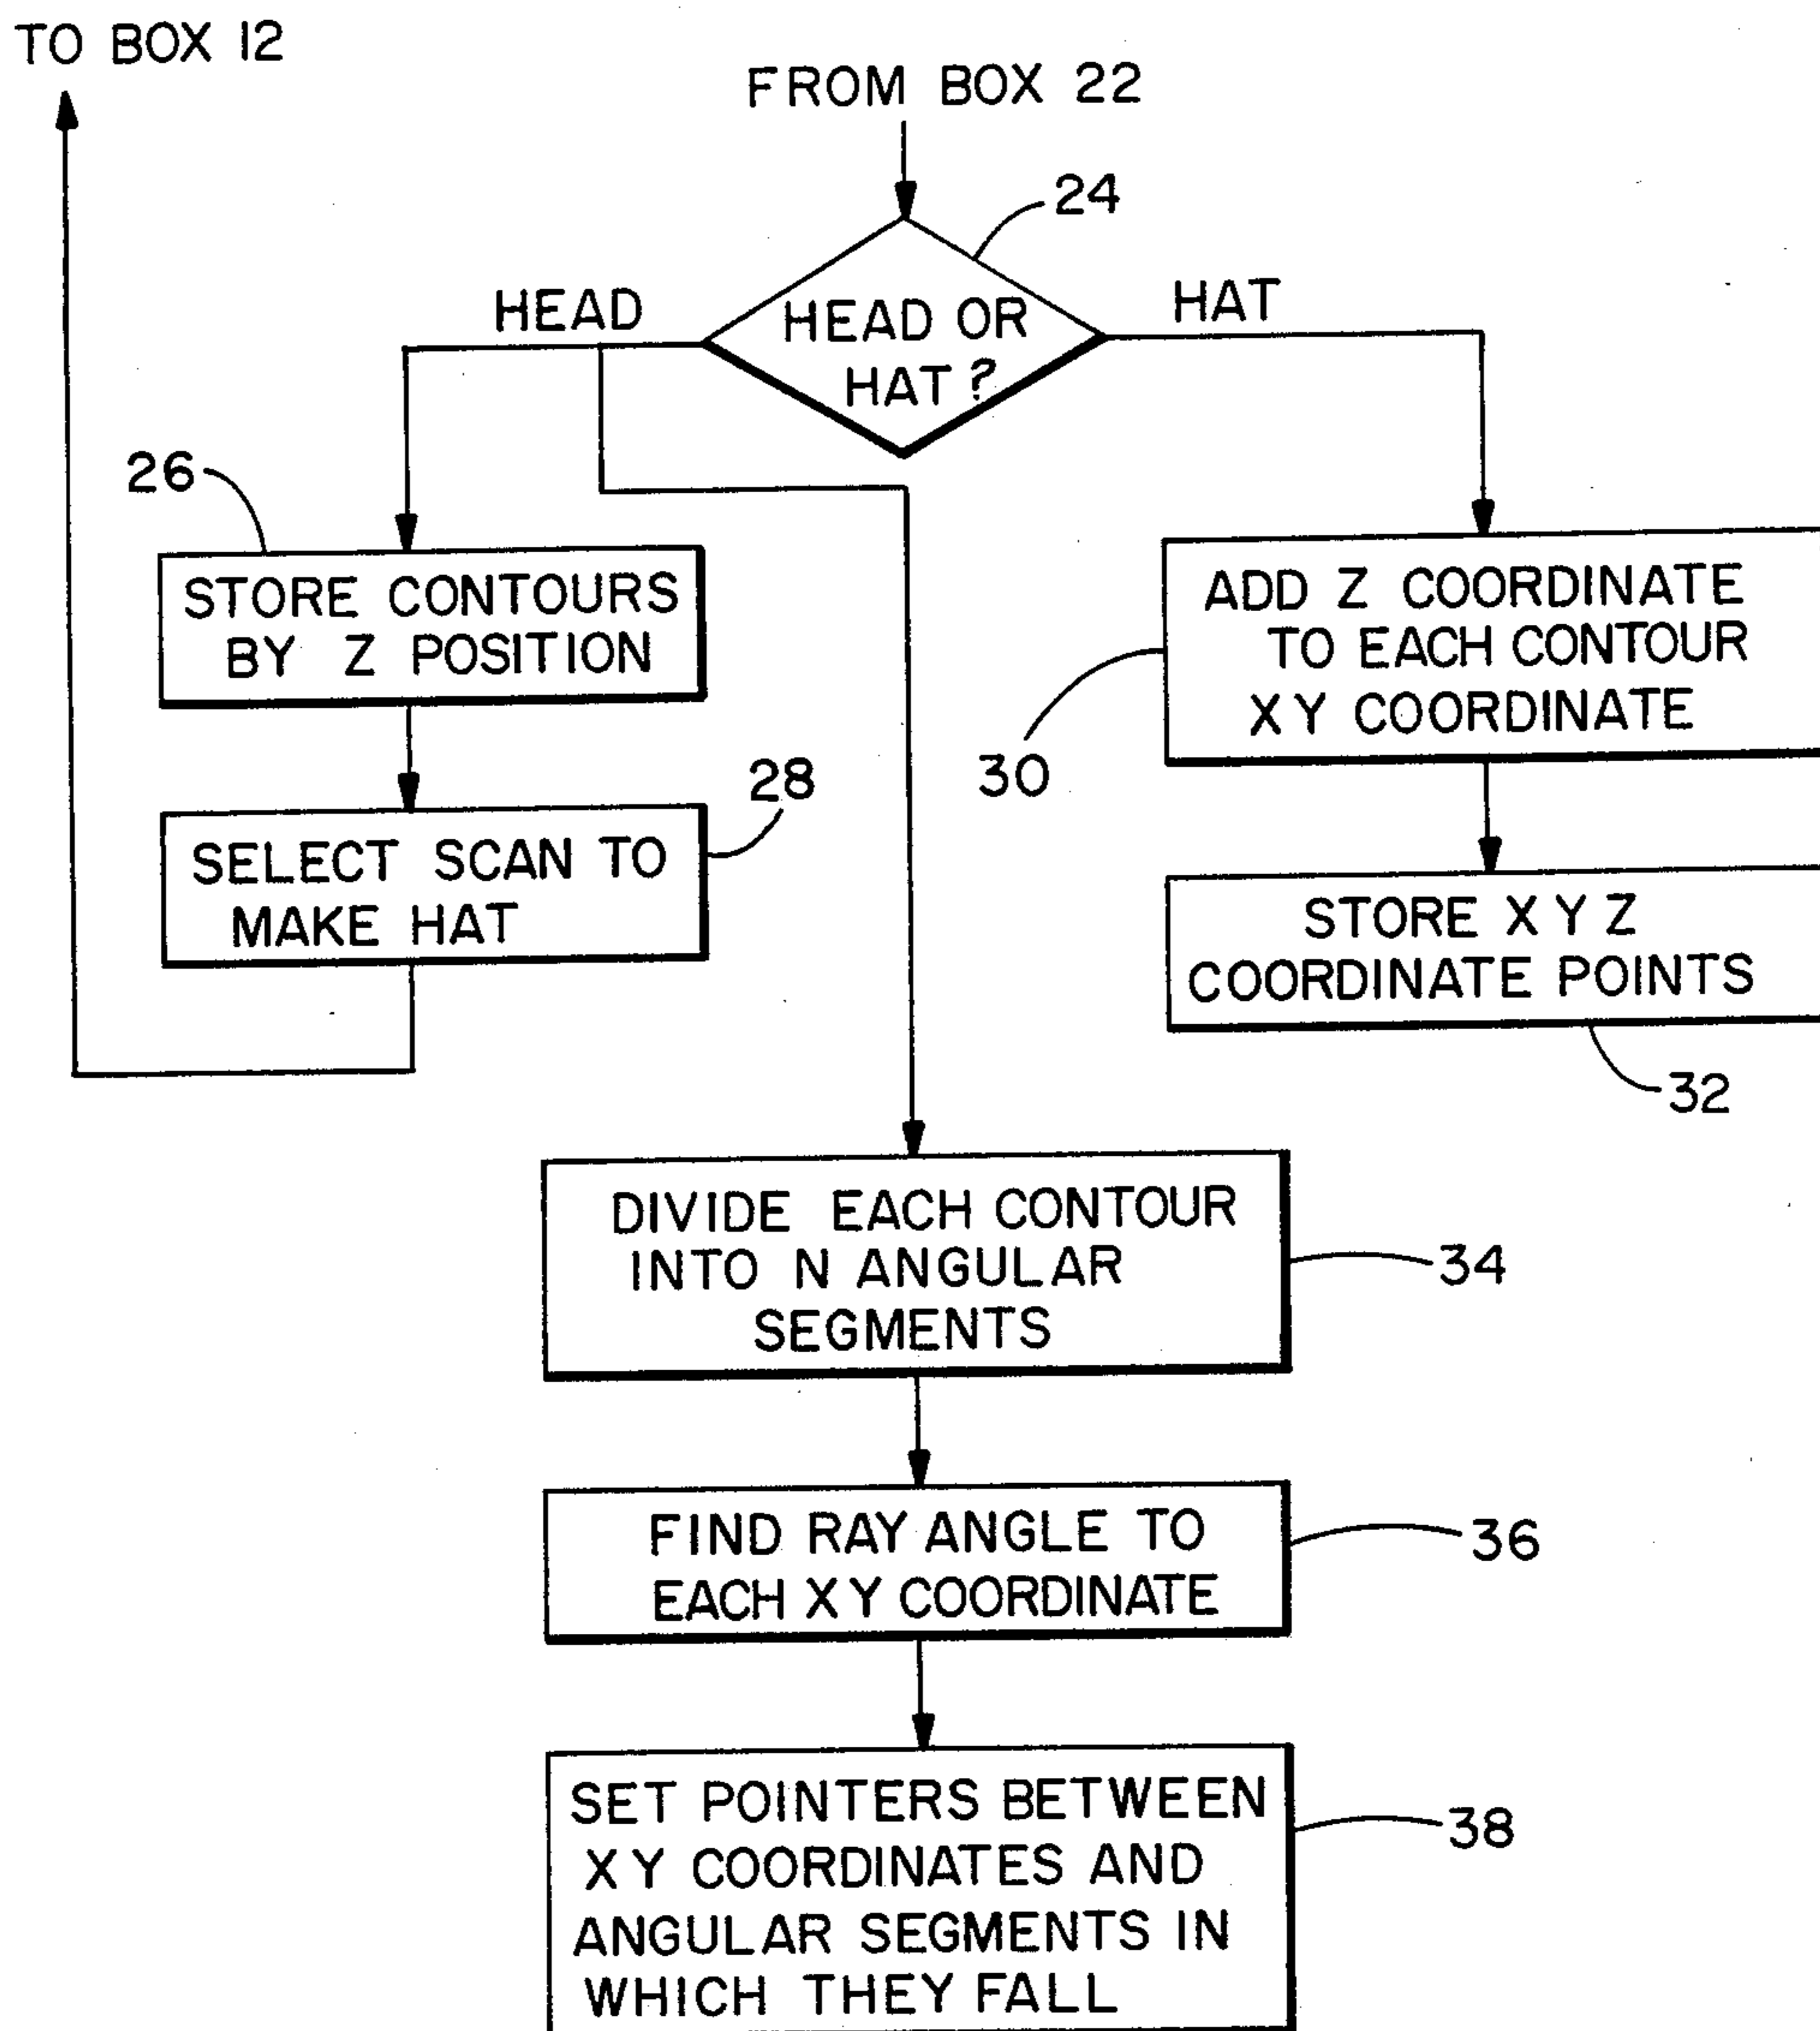 TO BOX 12
FROM BOX 22
24
HEAD
HEAD OR
HAT?
HAT
26
STORE CONTOURS
BY Z POSITION
28
SELECT SCAN TO
MAKE HAT
ADD Z COORDINATE
TO EACH CONTOUR
XY COORDINATE
30
STORE X Y Z
COORDINATE POINTS
32
DIVIDE EACH CONTOUR
INTO N ANGULAR
SEGMENTS
34
FIND RAY ANGLE TO
EACH X Y COORDINATE
36
SET POINTERS BETWEEN
X Y COORDINATES AND
ANGULAR SEGMENTS IN
WHICH THEY FALL
38